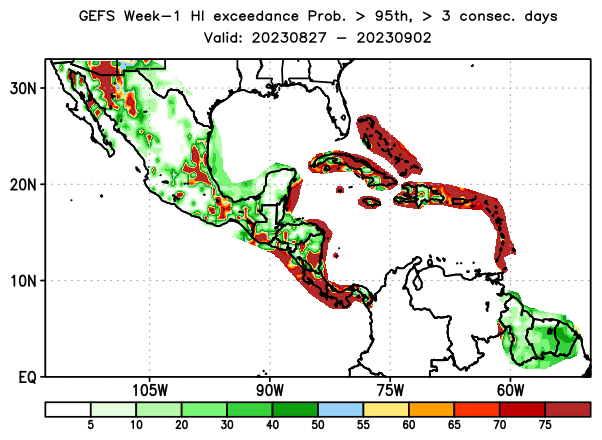 GEFS Week-1 HI exceedance Prob. > 95th, > 3 consec. days
Valid: 20230827 - 20230902
30N
20N
10N
EQ
105W 90W 75W 60W
5 10 20 30 40 50 55 60 65 70 75